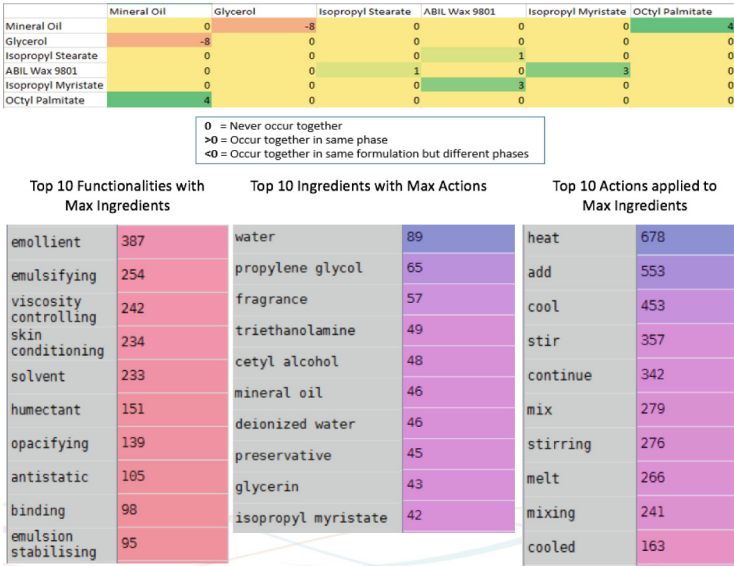 Mineral Oil Glycerol Isopropyl Stearate ABIL Wax 9801 Isopropyl Myristate OCtyl Palmitate
Mineral Oil 0 -8 0 0 0 4
Glycerol -8 0 0 0 0 0
Isopropyl Stearate 0 0 0 1 0 0
ABIL Wax 9801 0 0 1 0 3 0
Isopropyl Myristate 0 0 0 3 0 0
OCtyl Palmitate 4 0 0 0 0 0
0 = Never occur together
>0 = Occur together in same phase
<0 = Occur together in same formulation but different phases
Top 10 Functionalities with
Max Ingredients
emollient 387
emulsifying 254
viscosity
controlling 242
skin
conditioning 234
solvent 233
humectant 151
opacifying 139
antistatic 105
binding 98
emulsion
stabilising 95
Top 10 Ingredients with Max Actions
water 89
propylene glycol 65
fragrance 57
triethanolamine 49
cetyl alcohol 48
mineral oil 46
deionized water 46
preservative 45
glycerin 43
isopropyl myristate 42
Top 10 Actions applied to
Max Ingredients
heat 678
add 553
cool 453
stir 357
continue 342
mix 279
stirring 276
melt 266
mixing 241
cooled 163